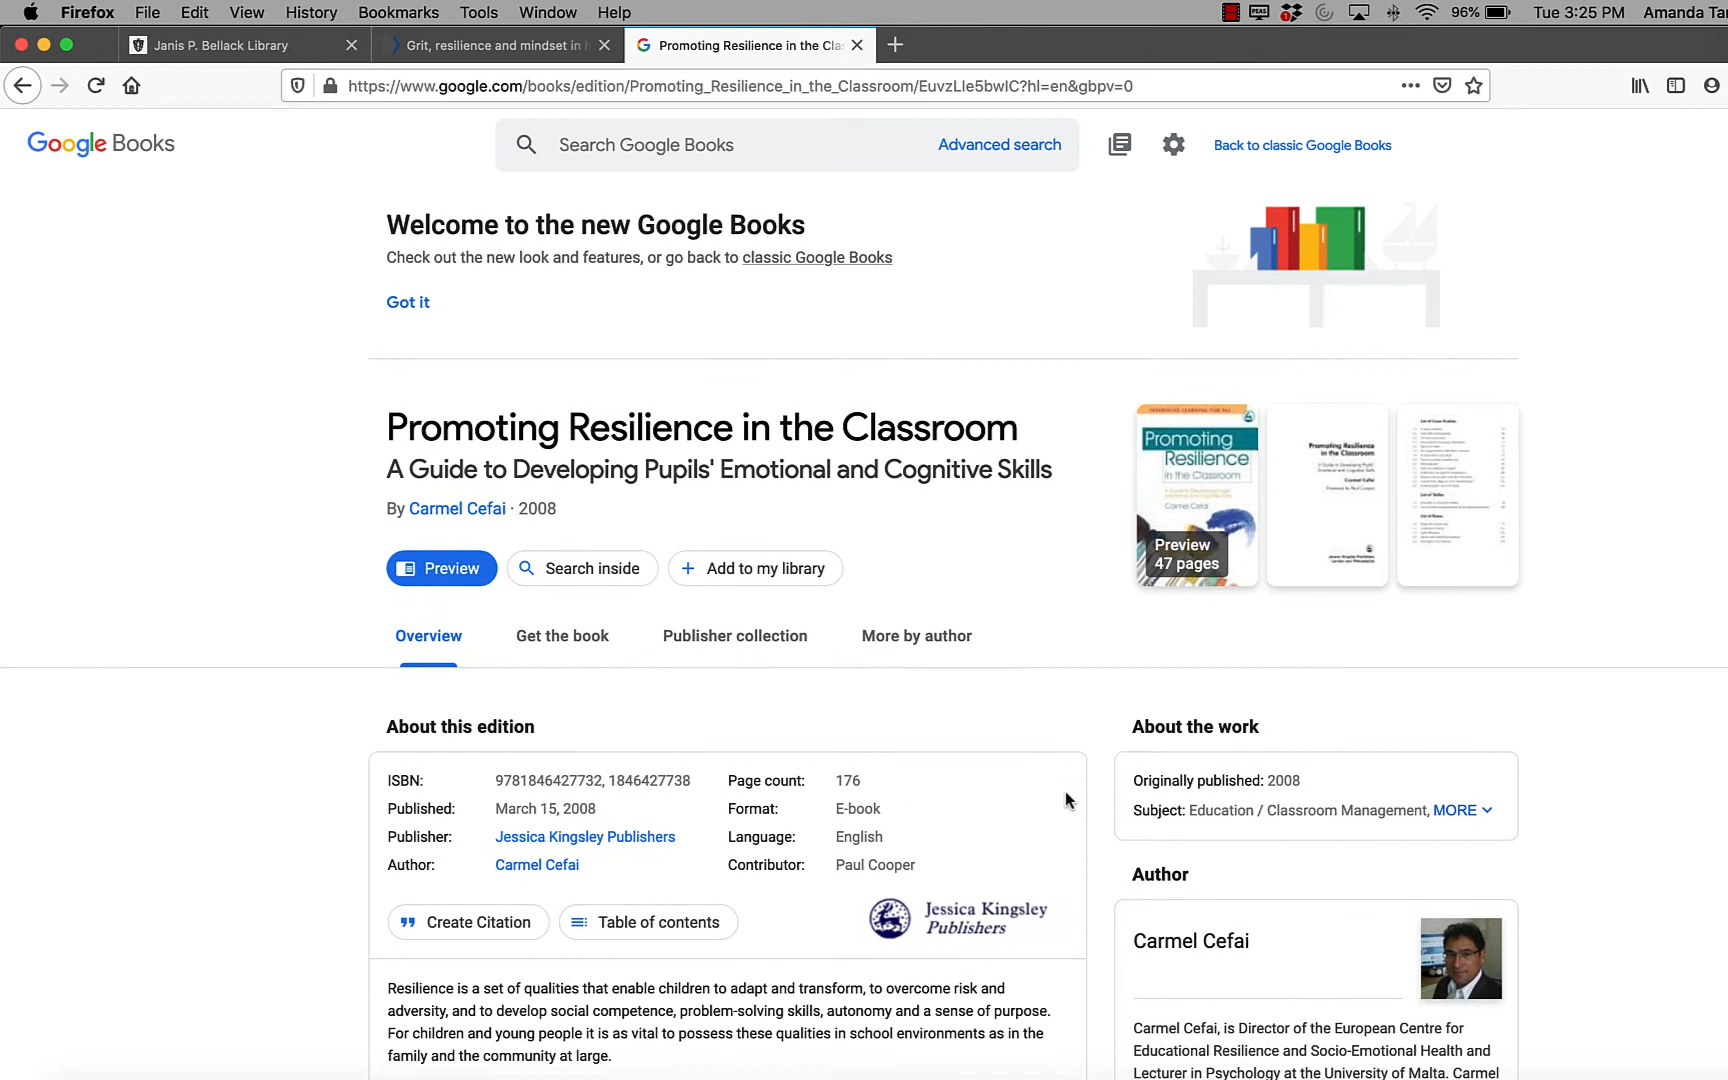 Firefox File Edit View History Bookmarks Tools Window Help
96% Tue 3:25 PM Amanda Tar
Janis P. Bellack Library
Grit, resilience and mindset in h
Promoting Resilience in the Cla
https://www.google.com/books/edition/Promoting_Resilience_in_the_Classroom/EuvzLle5bwIC?hl=en&gbpv=0
Google Books
Search Google Books
Advanced search
Back to classic Google Books
Welcome to the new Google Books
Check out the new look and features, or go back to classic Google Books
Got it
Promoting Resilience in the Classroom
A Guide to Developing Pupils' Emotional and Cognitive Skills
By Carmel Cefai · 2008
Preview
Search inside
Add to my library
Promoting
Resilience
in the Classroom
Carmel Cefai
Preview
47 pages
Promoting Resilience
in the Classroom
Carmel Cefai
Overview
Get the book
Publisher collection
More by author
About this edition
ISBN: 9781846427732, 1846427738
Published: March 15, 2008
Publisher: Jessica Kingsley Publishers
Author: Carmel Cefai
Page count: 176
Format: E-book
Language: English
Contributor: Paul Cooper
Create Citation
Table of contents
Jessica Kingsley
Publishers
Resilience is a set of qualities that enable children to adapt and transform, to overcome risk and
adversity, and to develop social competence, problem-solving skills, autonomy and a sense of purpose.
For children and young people it is as vital to possess these qualities in school environments as in the
family and the community at large.
About the work
Originally published: 2008
Subject: Education / Classroom Management, MORE
Author
Carmel Cefai
Carmel Cefai, is Director of the European Centre for
Educational Resilience and Socio-Emotional Health and
Lecturer in Psychology at the University of Malta. Carmel